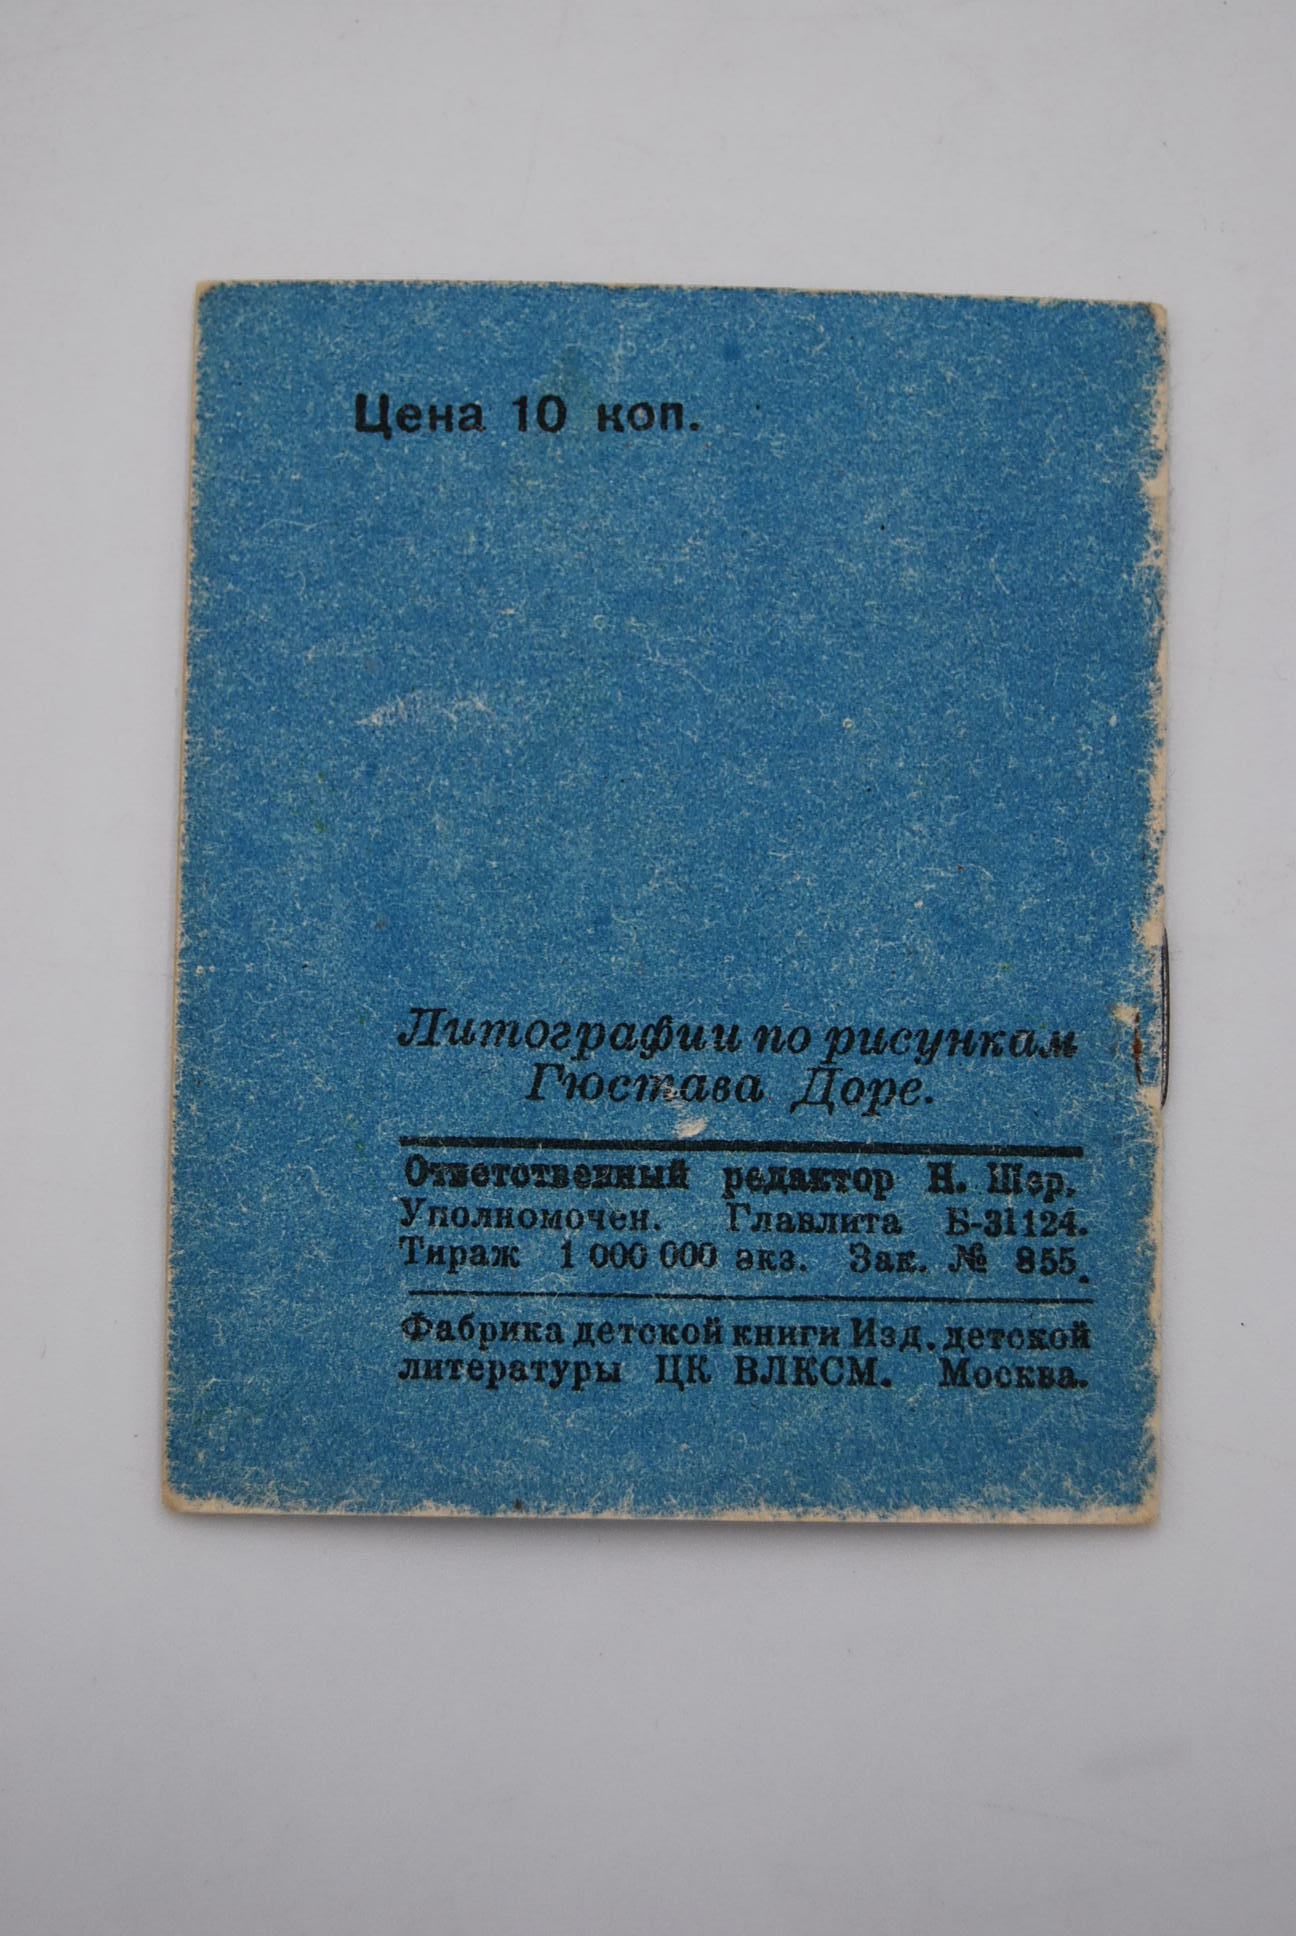 Цена 10 коп.
Литографии по рисункам
Гюстава Доре.
Ответственный редактор Н. Шер.
Уполномочен. Главлита Б-31124.
Тираж 1 000 000 экз. Зак. № 855.
Фабрика детской книги Изд. детской
литературы ЦК ВЛКСМ. Москва.